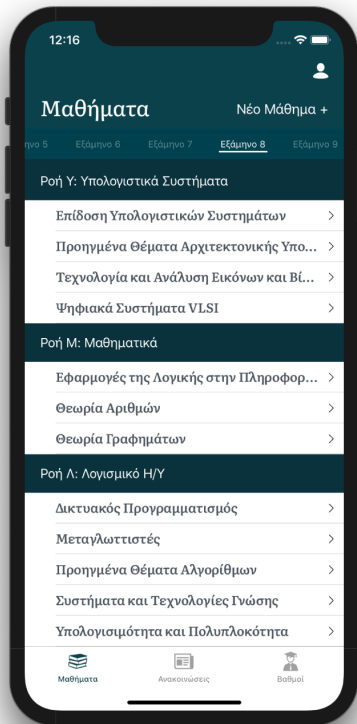 12:16
Μαθήματα
Νέο Μάθημα +
ηνο 5 Εξάμηνο 6 Εξάμηνο 7 Εξάμηνο 8 Εξάμηνο 9
Ροή Υ: Υπολογιστικά Συστήματα
Επίδοση Υπολογιστικών Συστημάτων
Προηγμένα Θέματα Αρχιτεκτονικής Υπο...
Τεχνολογία και Ανάλυση Εικόνων και Βί...
Ψηφιακά Συστήματα VLSI
Ροή Μ: Μαθηματικά
Εφαρμογές της Λογικής στην Πληροφορ...
Θεωρία Αριθμών
Θεωρία Γραφημάτων
Ροή Λ: Λογισμικό Η/Υ
Δικτυακός Προγραμματισμός
Μεταγλωττιστές
Προηγμένα Θέματα Αλγορίθμων
Συστήματα και Τεχνολογίες Γνώσης
Υπολογισιμότητα και Πολυπλοκότητα
Μαθήματα Ανακοινώσεις Βαθμοί